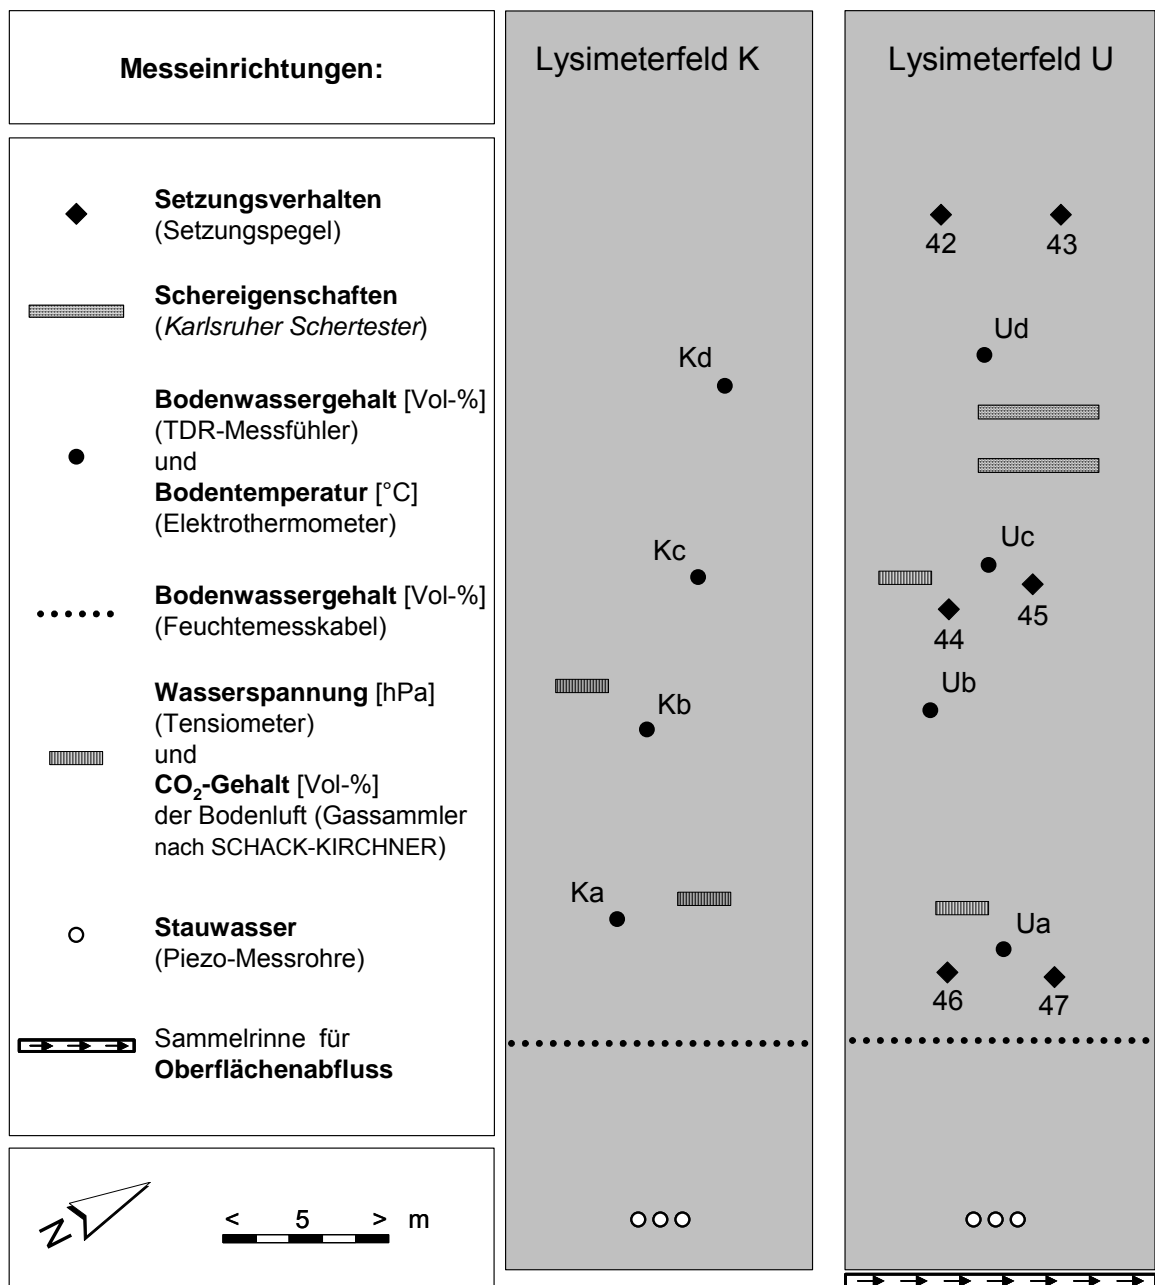 Messeinrichtungen:
Setzungsverhalten
(Setzungspegel)
Schereigenschaften
(Karlsruher Schertester)
Bodenwassergehalt [Vol-%]
(TDR-Messfühler)
und
Bodentemperatur [°C]
(Elektrothermometer)
Bodenwassergehalt [Vol-%]
(Feuchtemesskabel)
Wasserspannung [hPa]
(Tensiometer)
und
CO₂-Gehalt [Vol-%]
der Bodenluft (Gassammler
nach SCHACK-KIRCHNER)
Stauwasser
(Piezo-Messrohre)
Sammelrinne für
Oberflächenabfluss
N
< 5 > m
Lysimeterfeld K
Kd
Kc
Kb
Ka
Lysimeterfeld U
42 43
Ud
Uc
45
44
Ub
Ua
46 47